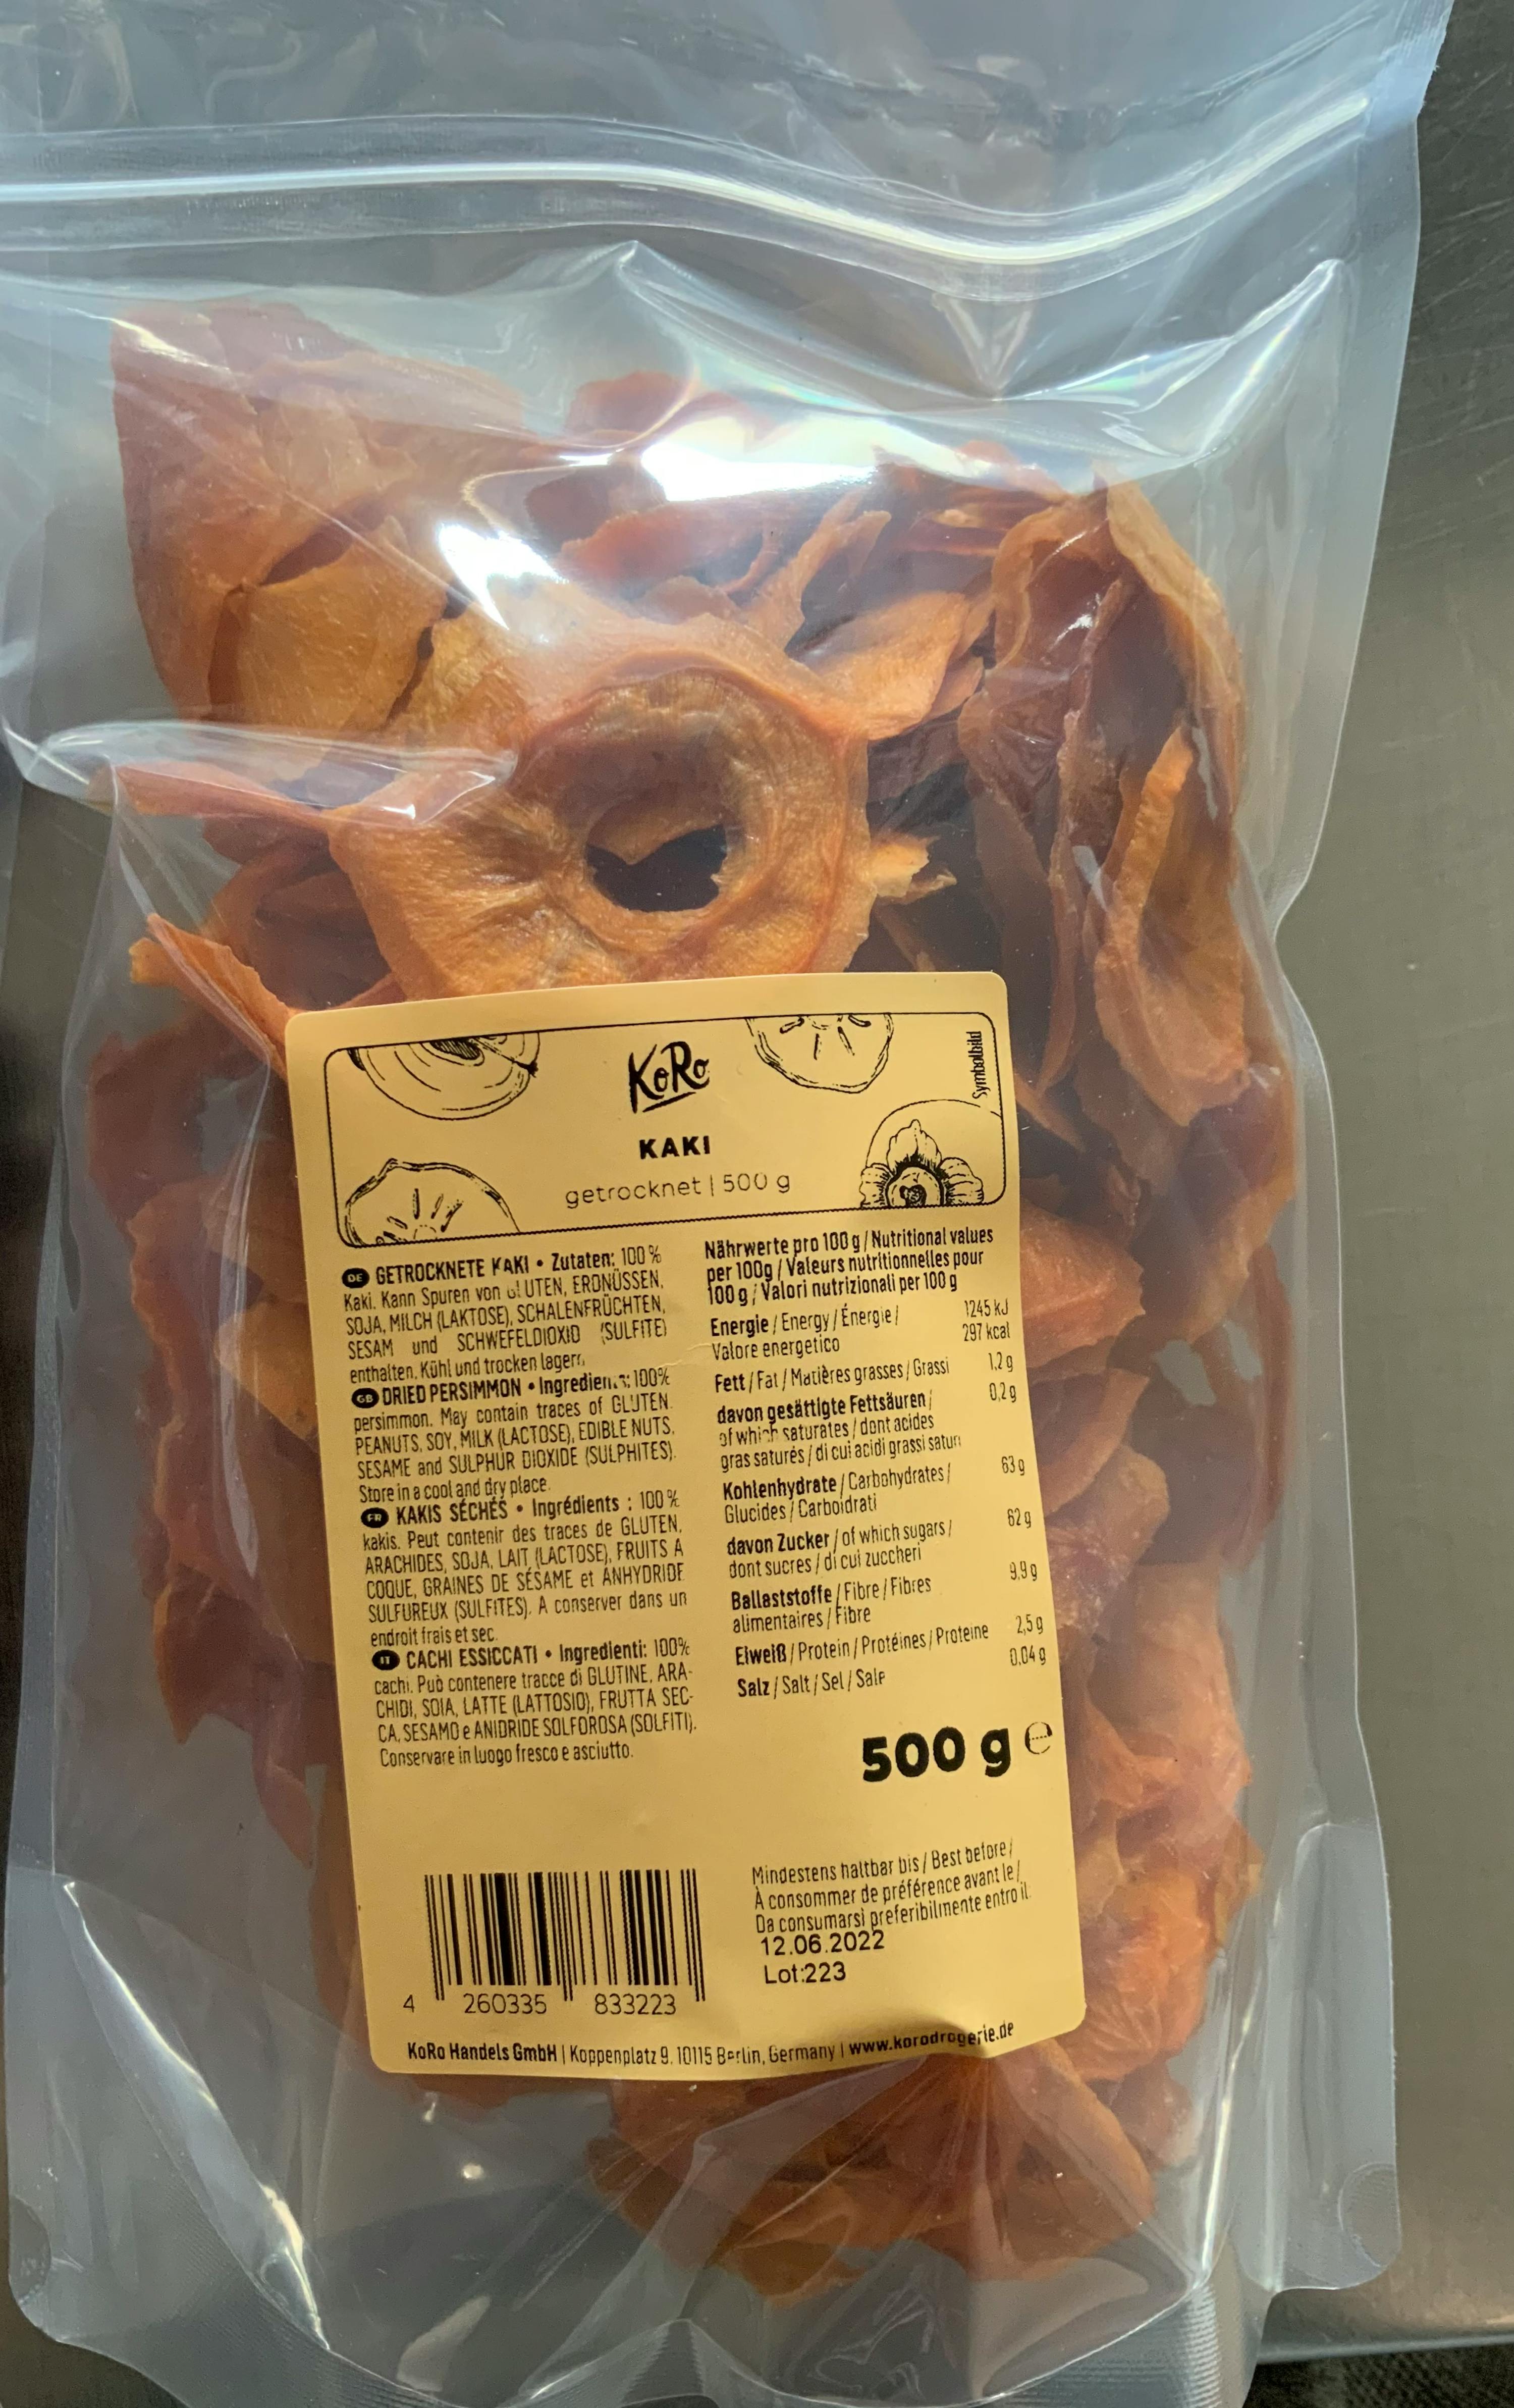 KoRo
KAKI
getrocknet | 500 g
Symbolbild
DE GETROCKNETE KAKI • Zutaten: 100 %
Kaki. Kann Spuren von GLUTEN, ERDNÜSSEN,
SOJA, MILCH (LAKTOSE), SCHALENFRÜCHTEN,
SESAM und SCHWEFELDIOXID (SULFITE)
enthalten. Kühl und trocken lagern.
GB DRIED PERSIMMON • Ingredients: 100%
persimmon. May contain traces of GLUTEN.
PEANUTS, SOY, MILK (LACTOSE), EDIBLE NUTS,
SESAME and SULPHUR DIOXIDE (SULPHITES).
Store in a cool and dry place.
FR KAKIS SÉCHÉS • Ingrédients : 100 %
kakis. Peut contenir des traces de GLUTEN,
ARACHIDES, SOJA, LAIT (LACTOSE), FRUITS A
COQUE, GRAINES DE SÉSAME et ANHYDRIDE
SULFUREUX (SULFITES). A conserver dans un
endroit frais et sec.
IT CACHI ESSICCATI • Ingredienti: 100%
cachi. Può contenere tracce di GLUTINE, ARA-
CHIDI, SOIA, LATTE (LATTOSIO), FRUTTA SEC-
CA, SESAMO e ANIDRIDE SOLFOROSA (SOLFITI).
Conservare in luogo fresco e asciutto.
Nährwerte pro 100 g / Nutritional values
per 100g / Valeurs nutritionnelles pour
100 g / Valori nutrizionali per 100 g
Energie / Energy / Énergie / 1245 kJ
Valore energetico 297 kcal
Fett / Fat / Matières grasses / Grassi 1,2 g
davon gesättigte Fettsäuren / 0,2 g
of which saturates / dont acides
gras saturés / di cui acidi grassi saturi
Kohlenhydrate / Carbohydrates / 63 g
Glucides / Carboidrati
davon Zucker / of which sugars / 62 g
dont sucres / di cui zuccheri
Ballaststoffe / Fibre / Fibres 9,9 g
alimentaires / Fibre
Eiweiß / Protein / Protéines / Proteine 2,5 g
Salz / Salt / Sel / Sale 0,04 g
500 g ℮
Mindestens haltbar bis / Best before /
À consommer de préférence avant le /
Da consumarsi preferibilmente entro il:
12.06.2022
Lot:223
4 260335 833223
KoRo Handels GmbH | Koppenplatz 9, 10115 Berlin, Germany | www.korodrogerie.de